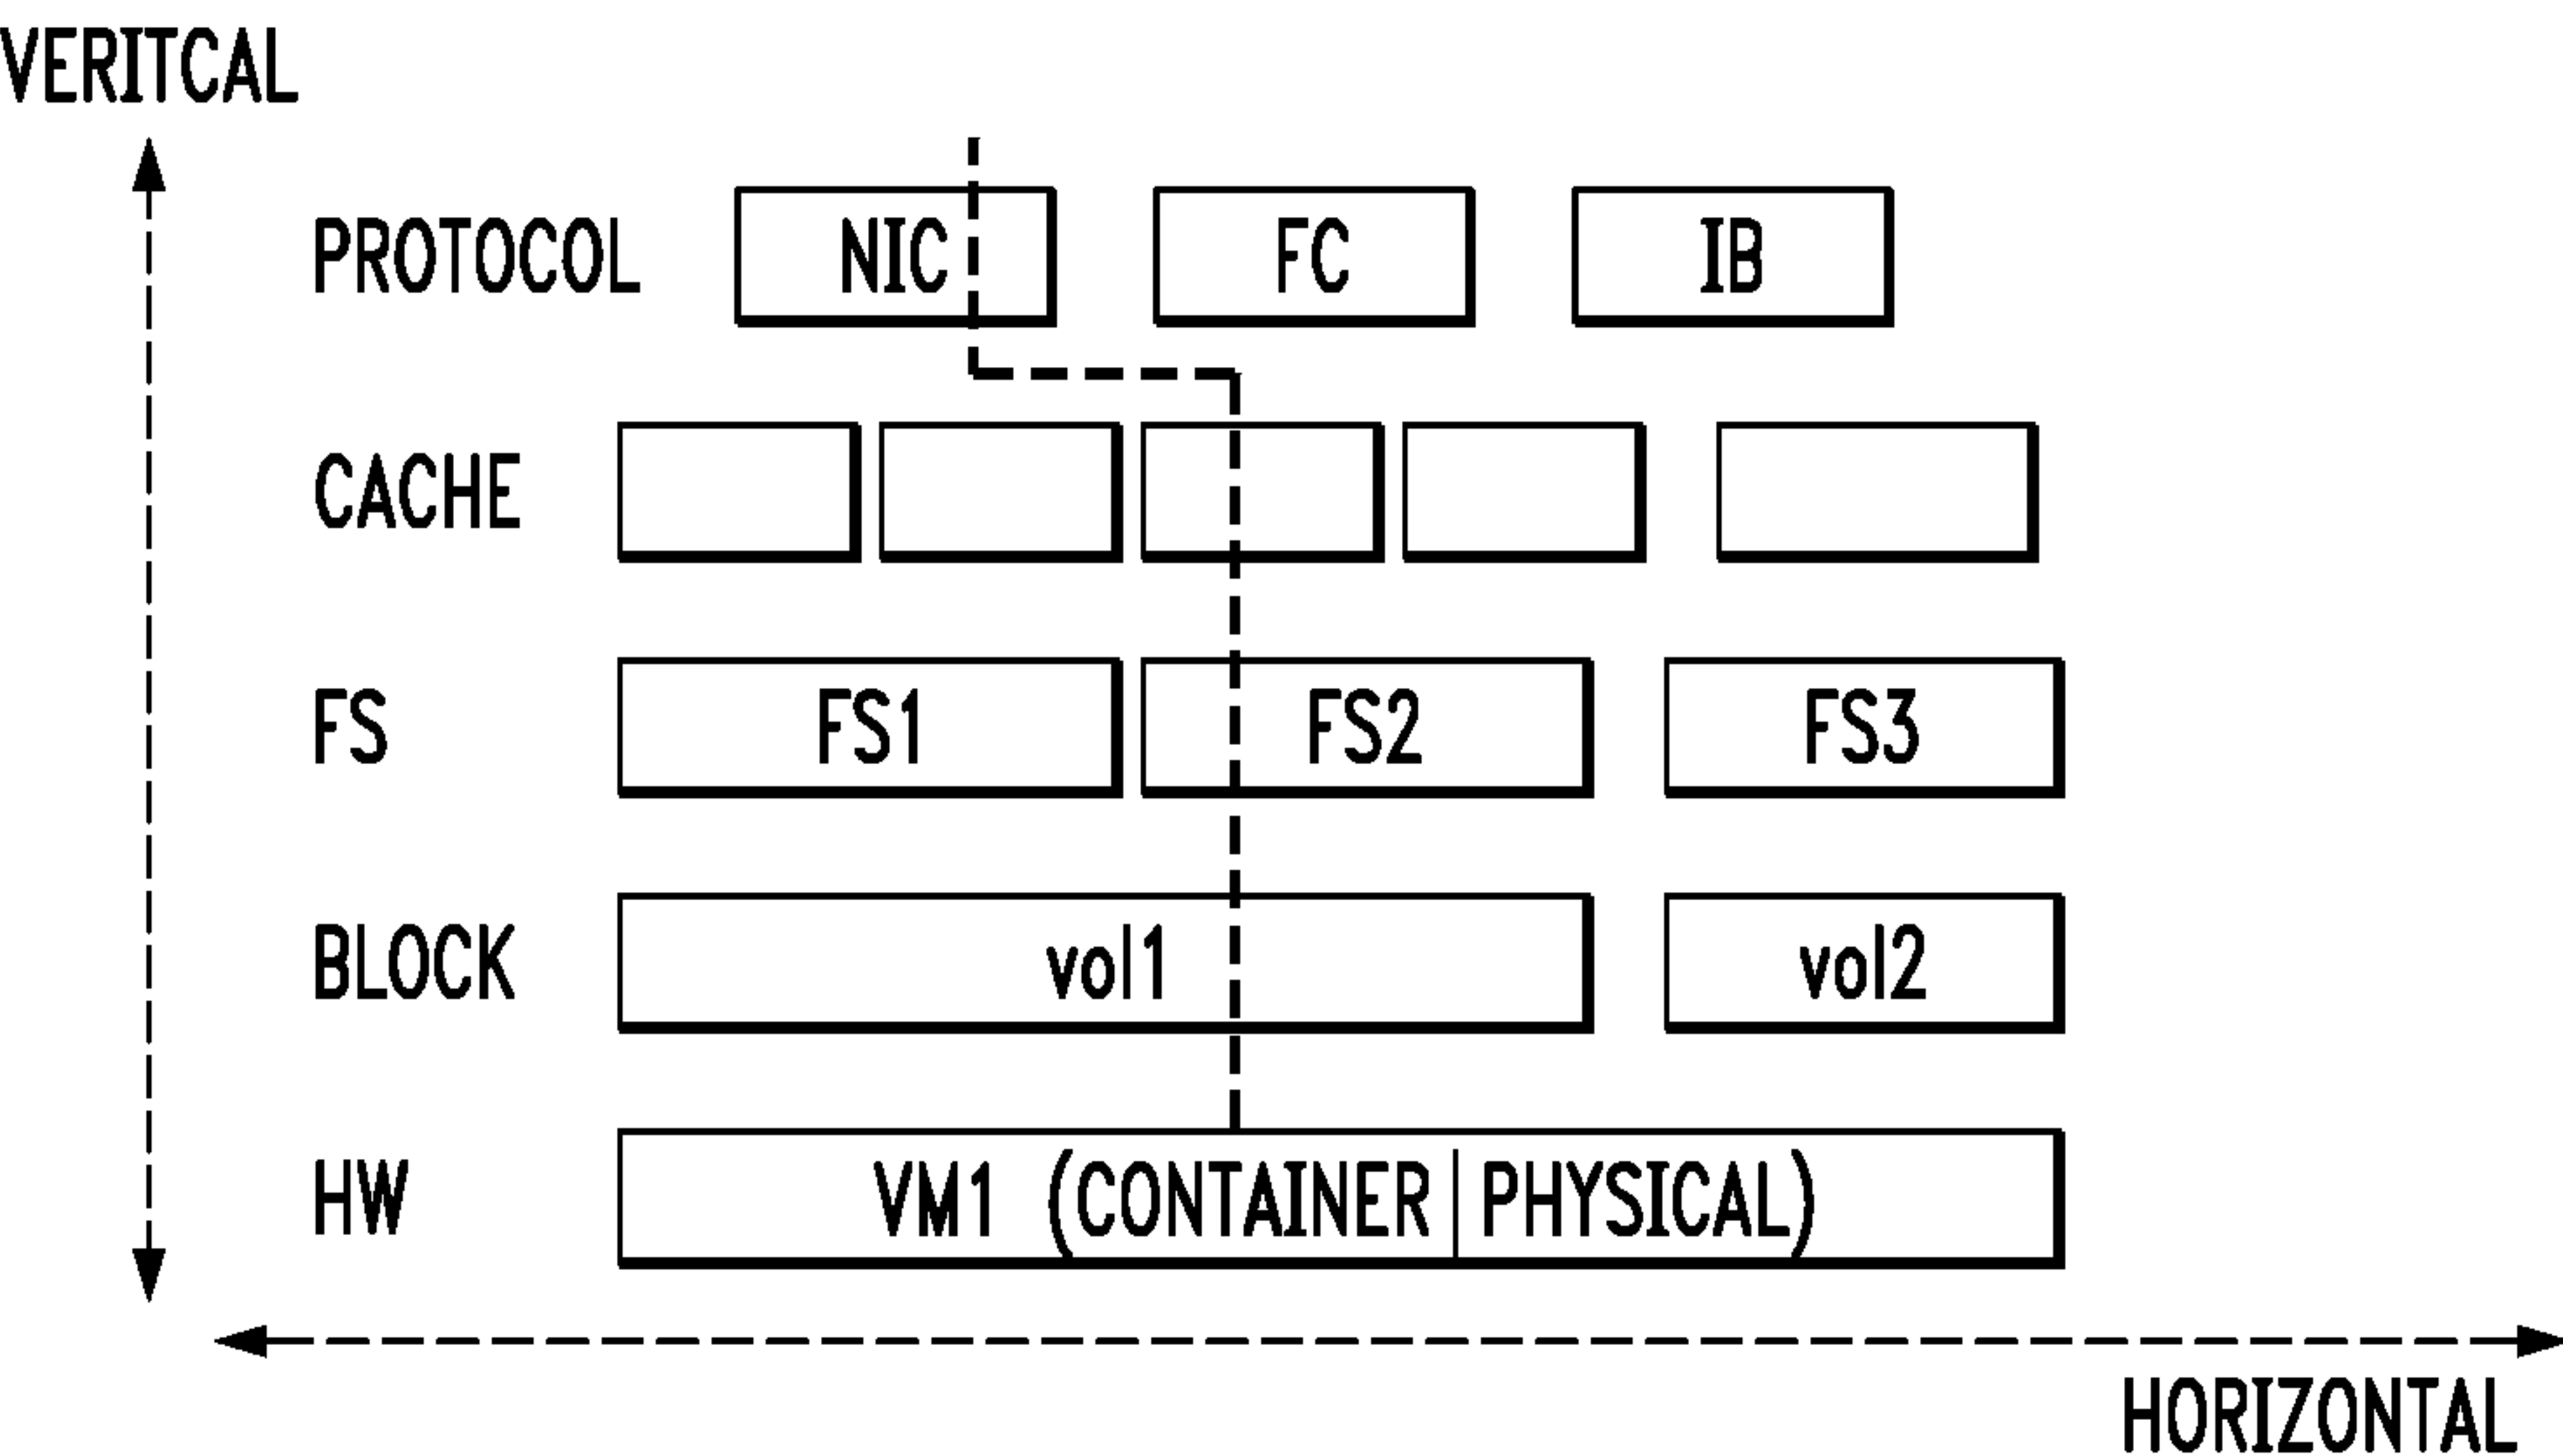 VERITCAL
PROTOCOL NIC FC IB
CACHE
FS FS1 FS2 FS3
BLOCK vol1 vol2
HW VM1 (CONTAINER|PHYSICAL)
HORIZONTAL